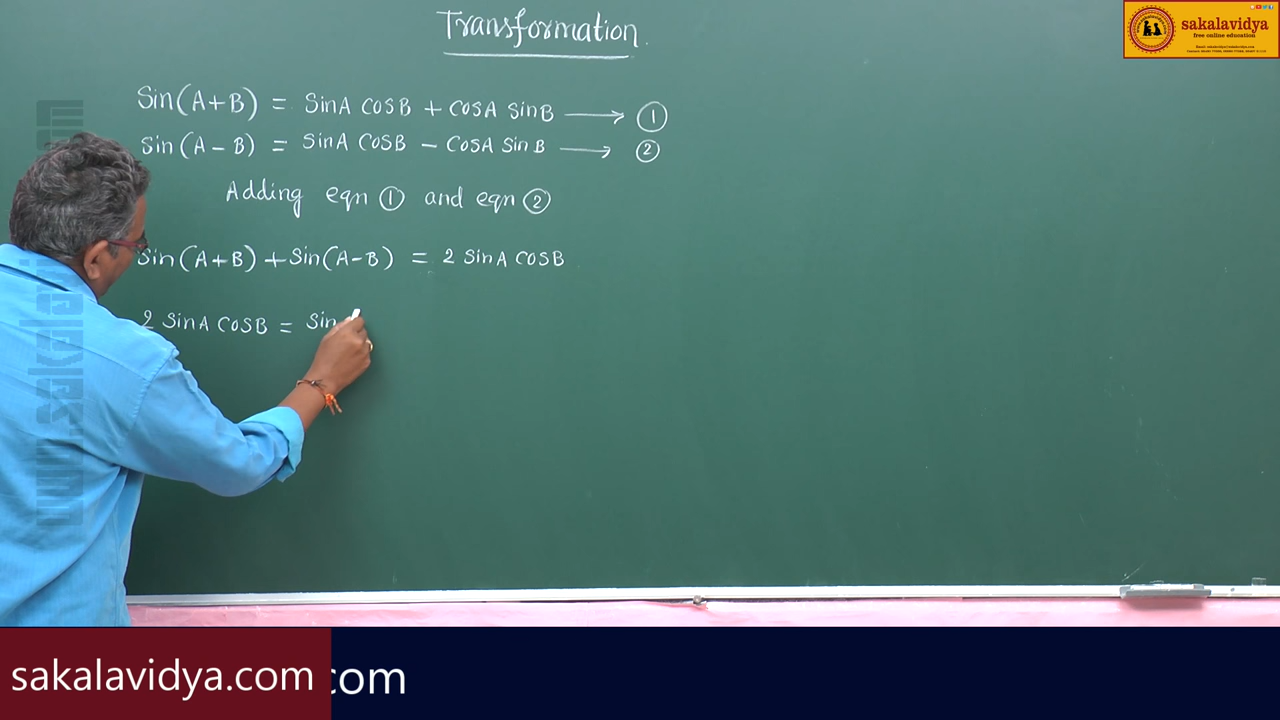 Transformation.
sakalavidya
free online education
Sin(A+B) = SinA COSB + COSA SinB → ①
Sin(A-B) = SinA COSB - COSA SinB → ②
Adding eqn ① and eqn ②
Sin(A+B) + Sin(A-B) = 2 SinA COSB
2 SinA COSB = Sin
sakalavidya.com com